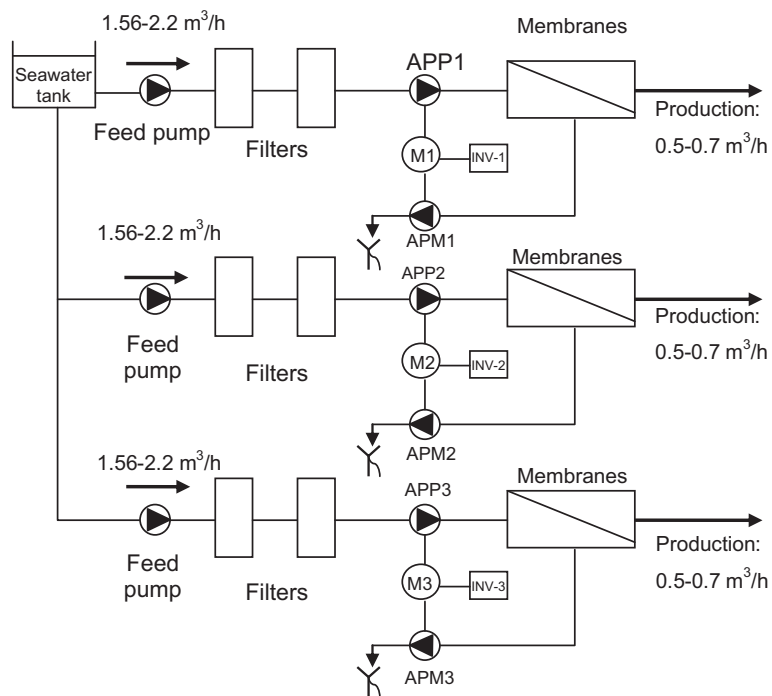 1.56-2.2 m³/h
Membranes
Seawater
tank
APP1
Feed pump
Filters
Production:
0.5-0.7 m³/h
M1
INV-1
APM1
1.56-2.2 m³/h
Membranes
APP2
Feed
pump
Filters
Production:
0.5-0.7 m³/h
M2
INV-2
APM2
1.56-2.2 m³/h
Membranes
APP3
Feed
pump
Filters
Production:
0.5-0.7 m³/h
M3
INV-3
APM3